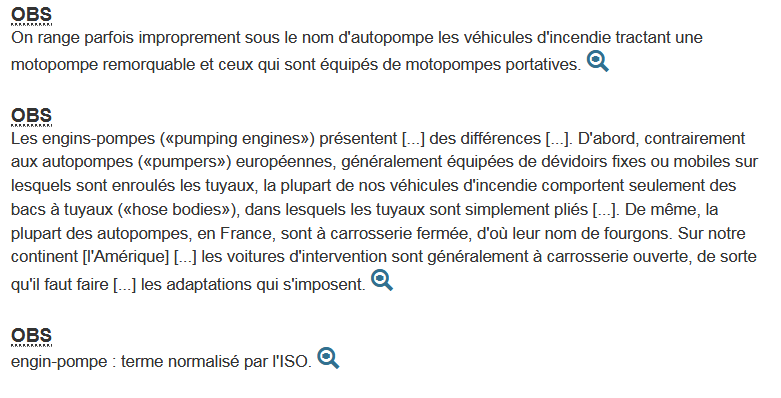 OBS
On range parfois improprement sous le nom d'autopompe les véhicules d'incendie tractant une
motopompe remorquable et ceux qui sont équipés de motopompes portatives.
OBS
Les engins-pompes («pumping engines») présentent [...] des différences [...]. D'abord, contrairement
aux autopompes («pumpers») européennes, généralement équipées de dévidoirs fixes ou mobiles sur
lesquels sont enroulés les tuyaux, la plupart de nos véhicules d'incendie comportent seulement des
bacs à tuyaux («hose bodies»), dans lesquels les tuyaux sont simplement pliés [...]. De même, la
plupart des autopompes, en France, sont à carrosserie fermée, d'où leur nom de fourgons. Sur notre
continent [l'Amérique] [...] les voitures d'intervention sont généralement à carrosserie ouverte, de sorte
qu'il faut faire [...] les adaptations qui s'imposent.
OBS
engin-pompe : terme normalisé par l'ISO.